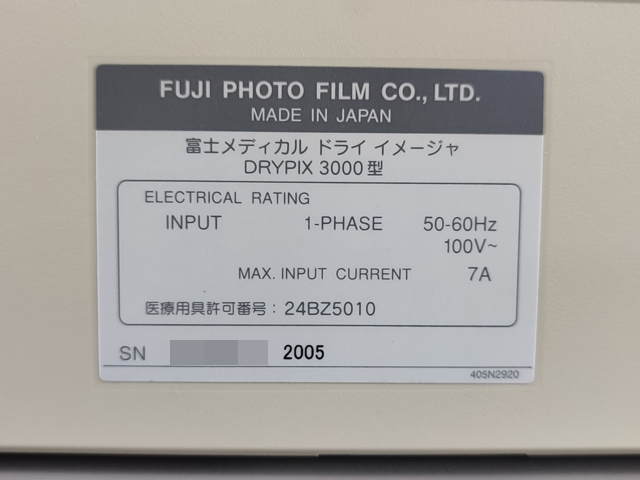 FUJI PHOTO FILM CO., LTD.
MADE IN JAPAN
富士メディカル ドライ イメージャ
DRYPIX 3000型
ELECTRICAL RATING
INPUT 1-PHASE 50-60Hz
100V~
MAX. INPUT CURRENT 7A
医療用具許可番号：24BZ5010
SN 2005
405N2920